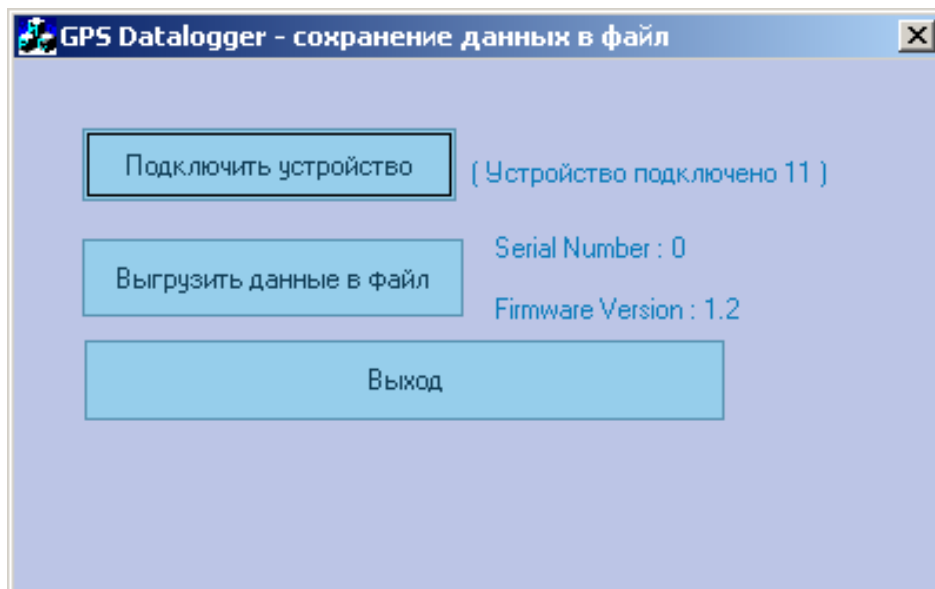 GPS Datalogger - сохранение данных в файл
Подключить устройство
( Устройство подключено 11 )
Выгрузить данные в файл
Serial Number : 0
Firmware Version : 1.2
Выход